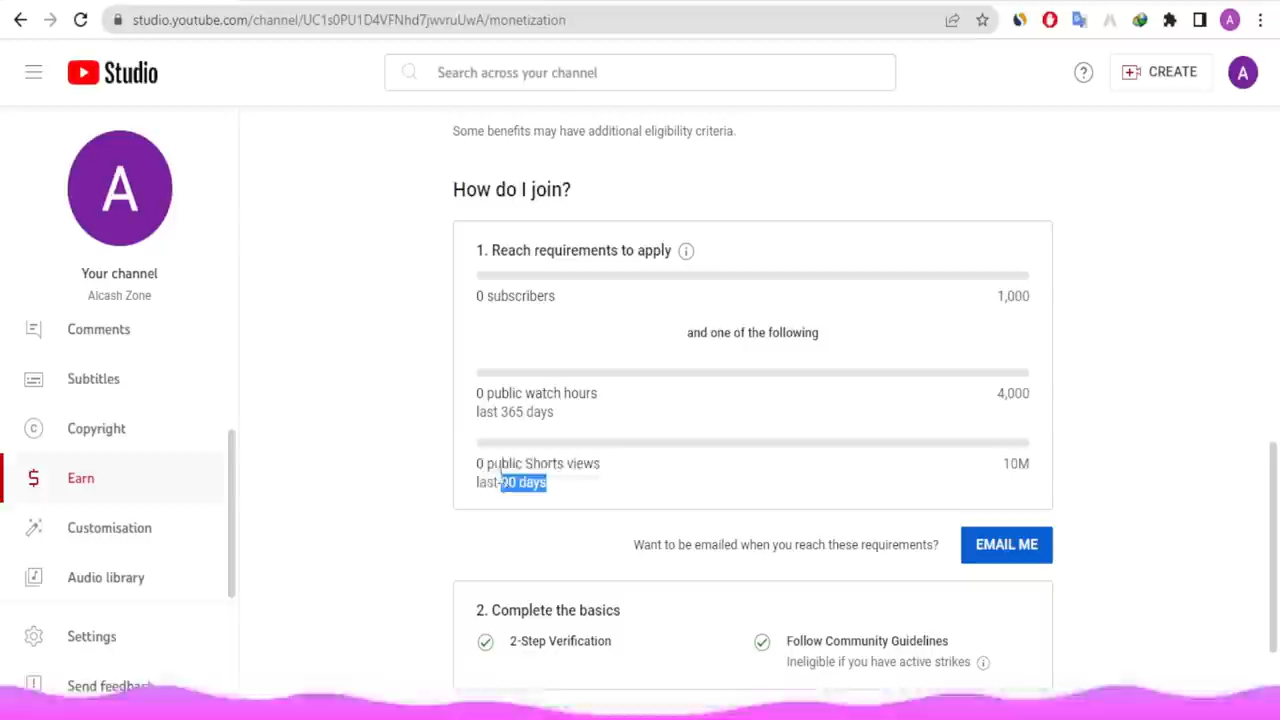 studio.youtube.com/channel/UC1s0PU1D4VFNhd7jwvruUwA/monetization
A
Studio
Search across your channel
CREATE
A
Some benefits may have additional eligibility criteria.
A
Your channel
Alcash Zone
Comments
Subtitles
Copyright
Earn
Customisation
Audio library
Settings
Send feedba
How do I join?
1. Reach requirements to apply
0 subscribers 1,000
and one of the following
0 public watch hours 4,000
last 365 days
0 public Shorts views 10M
last 90 days
Want to be emailed when you reach these requirements? EMAIL ME
2. Complete the basics
2-Step Verification
Follow Community Guidelines
Ineligible if you have active strikes